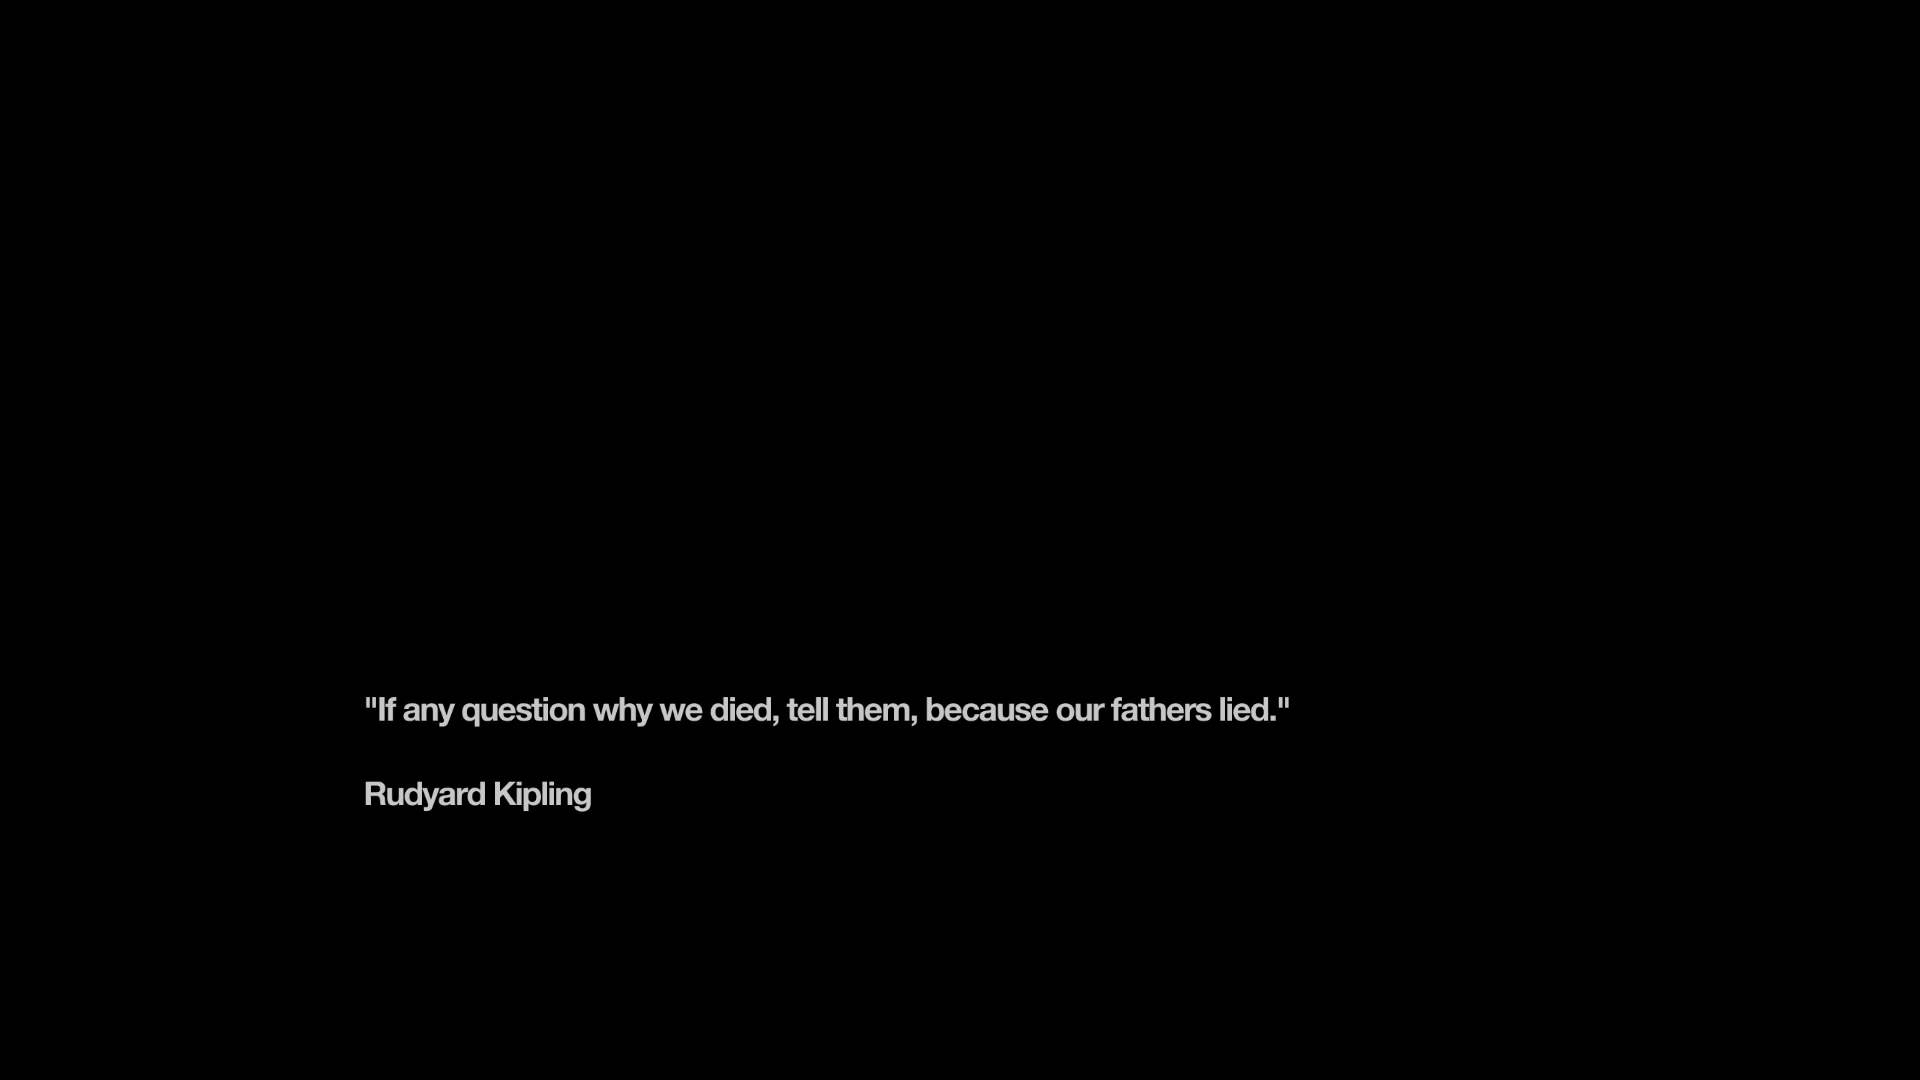 "If any question why we died, tell them, because our fathers lied."
Rudyard Kipling